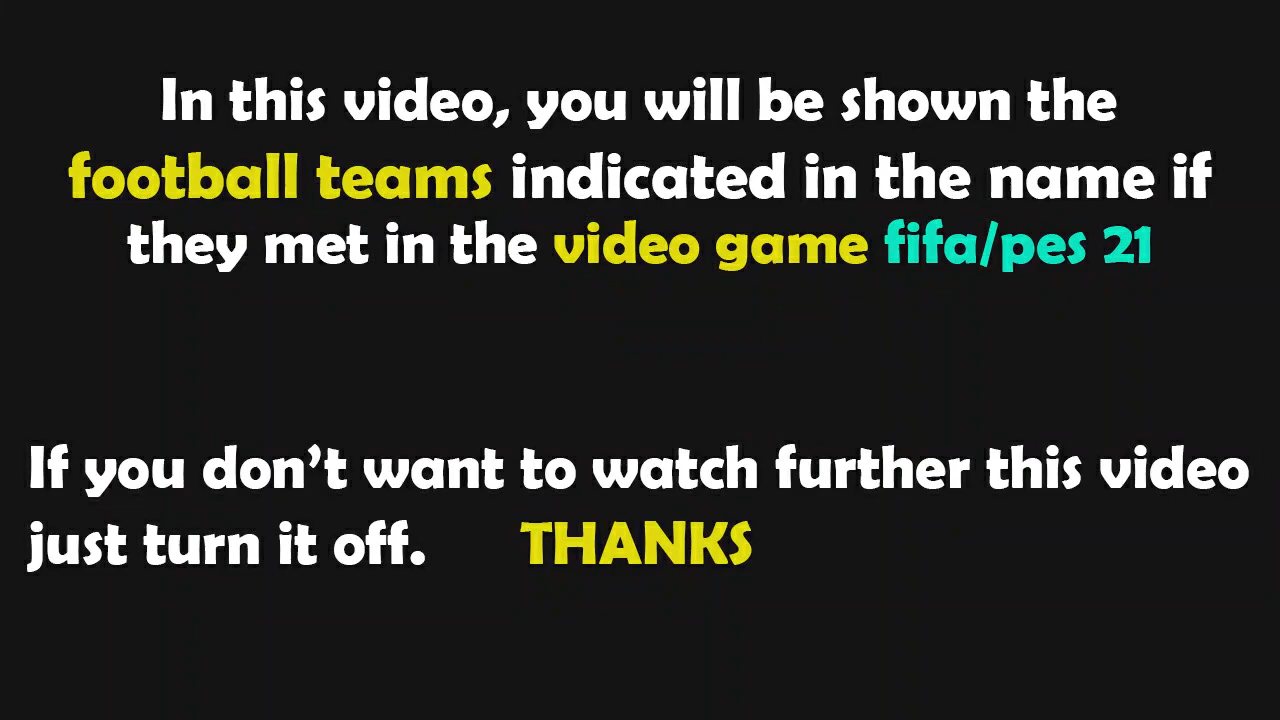 In this video, you will be shown the
football teams indicated in the name if
they met in the video game fifa/pes 21
If you don't want to watch further this video
just turn it off. THANKS